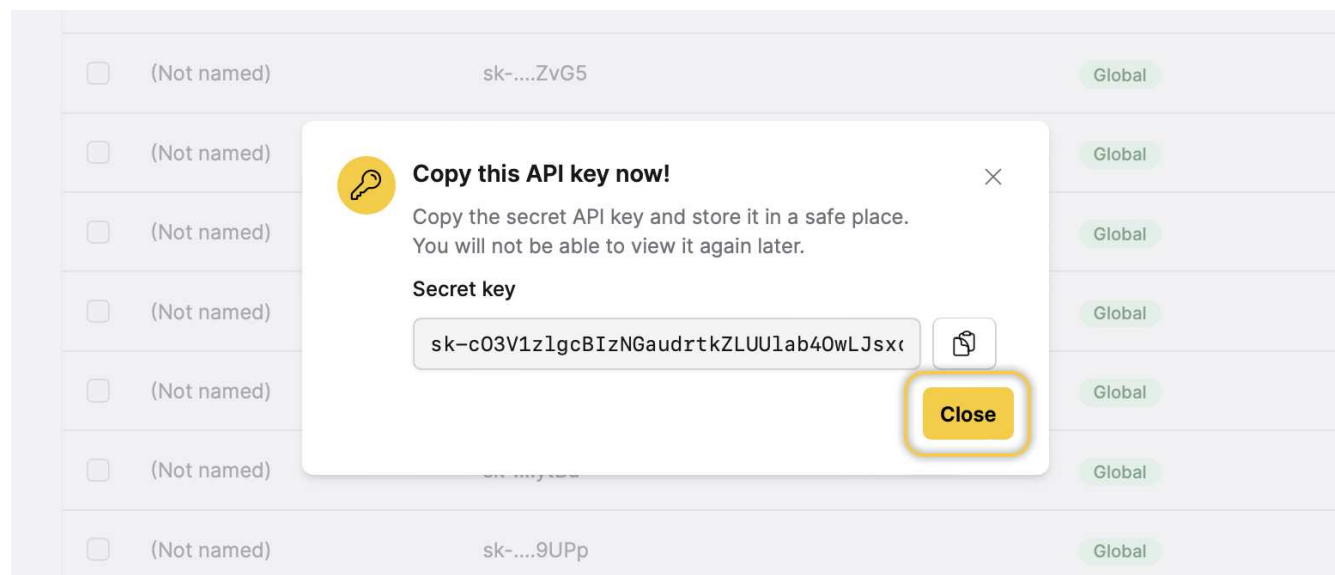 (Not named) sk-....ZvG5 Global
(Not named) Global
Copy this API key now!
Copy the secret API key and store it in a safe place.
(Not named) Global
You will not be able to view it again later.
Secret key
(Not named) Global
sk-cO3V1zlgcBIzNGaudrtkZLUUlab4OwLJsx
(Not named) Global
Close
(Not named) Global
(Not named) sk-....9UPp Global